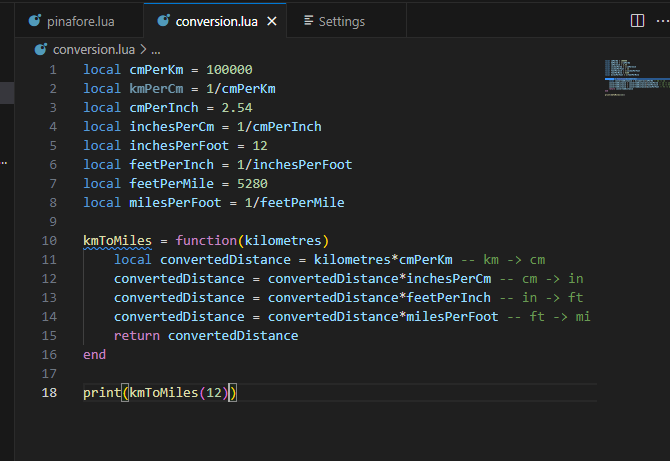 pinafore.lua conversion.lua Settings
conversion.lua > ...
1 local cmPerKm = 100000
2 local kmPerCm = 1/cmPerKm
3 local cmPerInch = 2.54
4 local inchesPerCm = 1/cmPerInch
5 local inchesPerFoot = 12
6 local feetPerInch = 1/inchesPerFoot
7 local feetPerMile = 5280
8 local milesPerFoot = 1/feetPerMile
9
10 kmToMiles = function(kilometres)
11 local convertedDistance = kilometres*cmPerKm -- km -> cm
12 convertedDistance = convertedDistance*inchesPerCm -- cm -> in
13 convertedDistance = convertedDistance*feetPerInch -- in -> ft
14 convertedDistance = convertedDistance*milesPerFoot -- ft -> mi
15 return convertedDistance
16 end
17
18 print(kmToMiles(12))